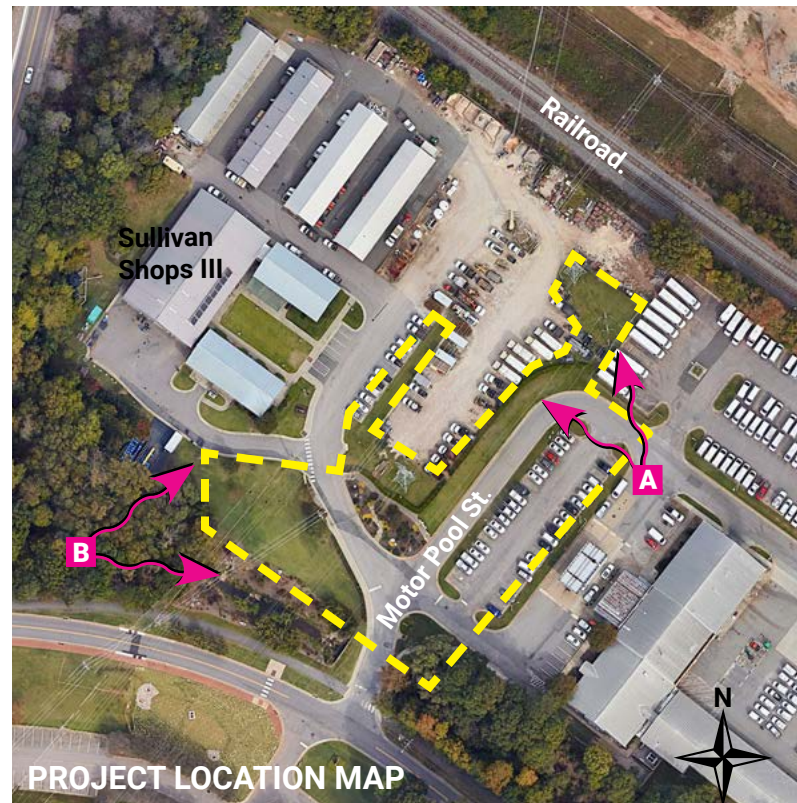 Railroad.
Sullivan
Shops III
A
B
Motor Pool St.
N
PROJECT LOCATION MAP